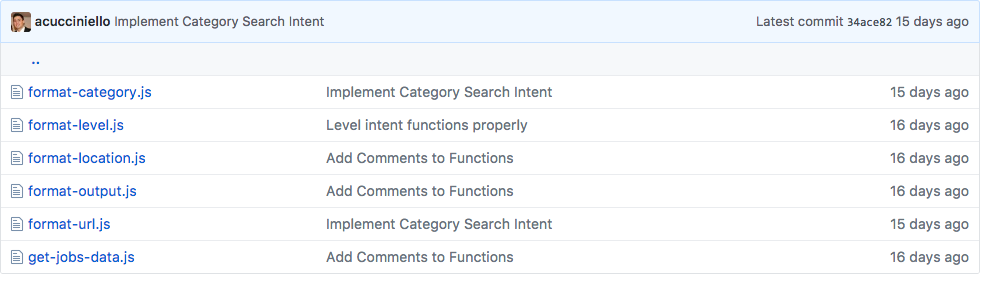 acucciniello Implement Category Search Intent Latest commit 34ace82 15 days ago
..
format-category.js Implement Category Search Intent 15 days ago
format-level.js Level intent functions properly 16 days ago
format-location.js Add Comments to Functions 16 days ago
format-output.js Add Comments to Functions 16 days ago
format-url.js Implement Category Search Intent 15 days ago
get-jobs-data.js Add Comments to Functions 16 days ago